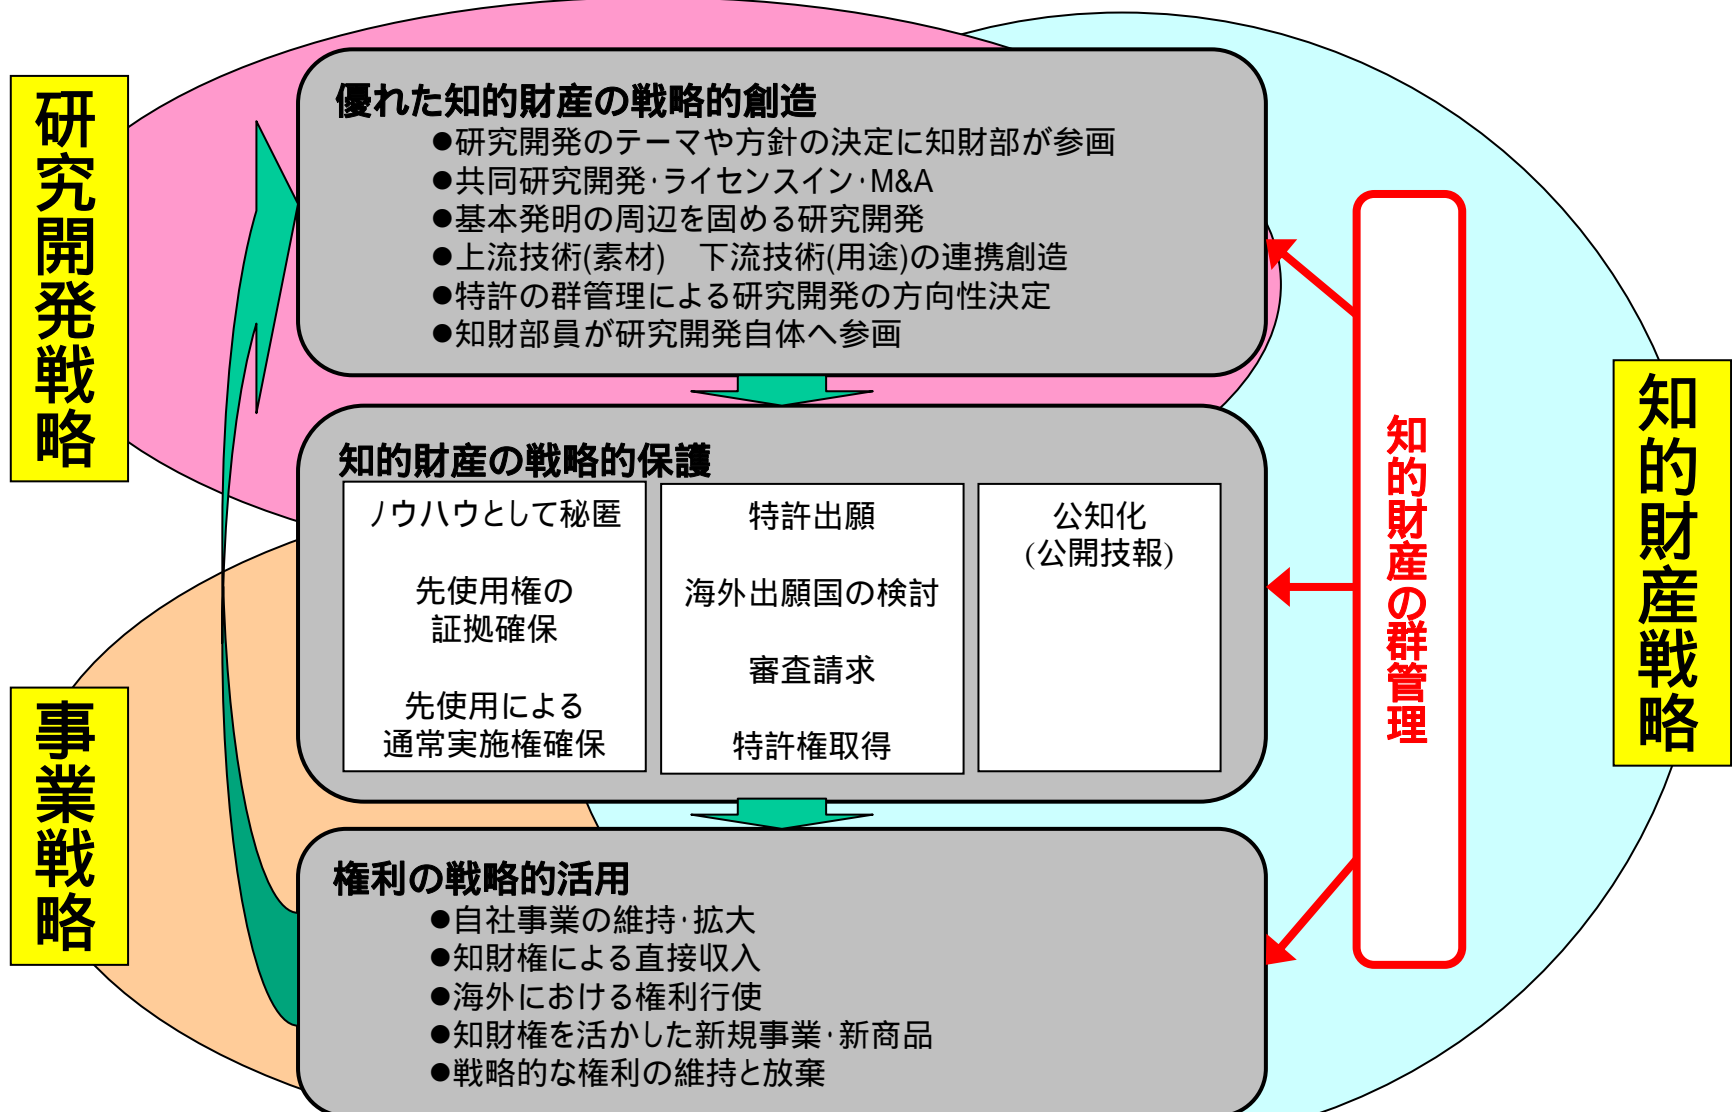 研究開発戦略
優れた知的財産の戦略的創造
●研究開発のテーマや方針の決定に知財部が参画
●共同研究開発・ライセンスイン・M&A
●基本発明の周辺を固める研究開発
●上流技術(素材)　下流技術(用途)の連携創造
●特許の群管理による研究開発の方向性決定
●知財部員が研究開発自体へ参画
知的財産の戦略的保護
ノウハウとして秘匿
先使用権の
証拠確保
先使用による
通常実施権確保
特許出願
海外出願国の検討
審査請求
特許権取得
公知化
(公開技報)
事業戦略
権利の戦略的活用
●自社事業の維持・拡大
●知財権による直接収入
●海外における権利行使
●知財権を活かした新規事業・新商品
●戦略的な権利の維持と放棄
知的財産の群管理
知的財産戦略